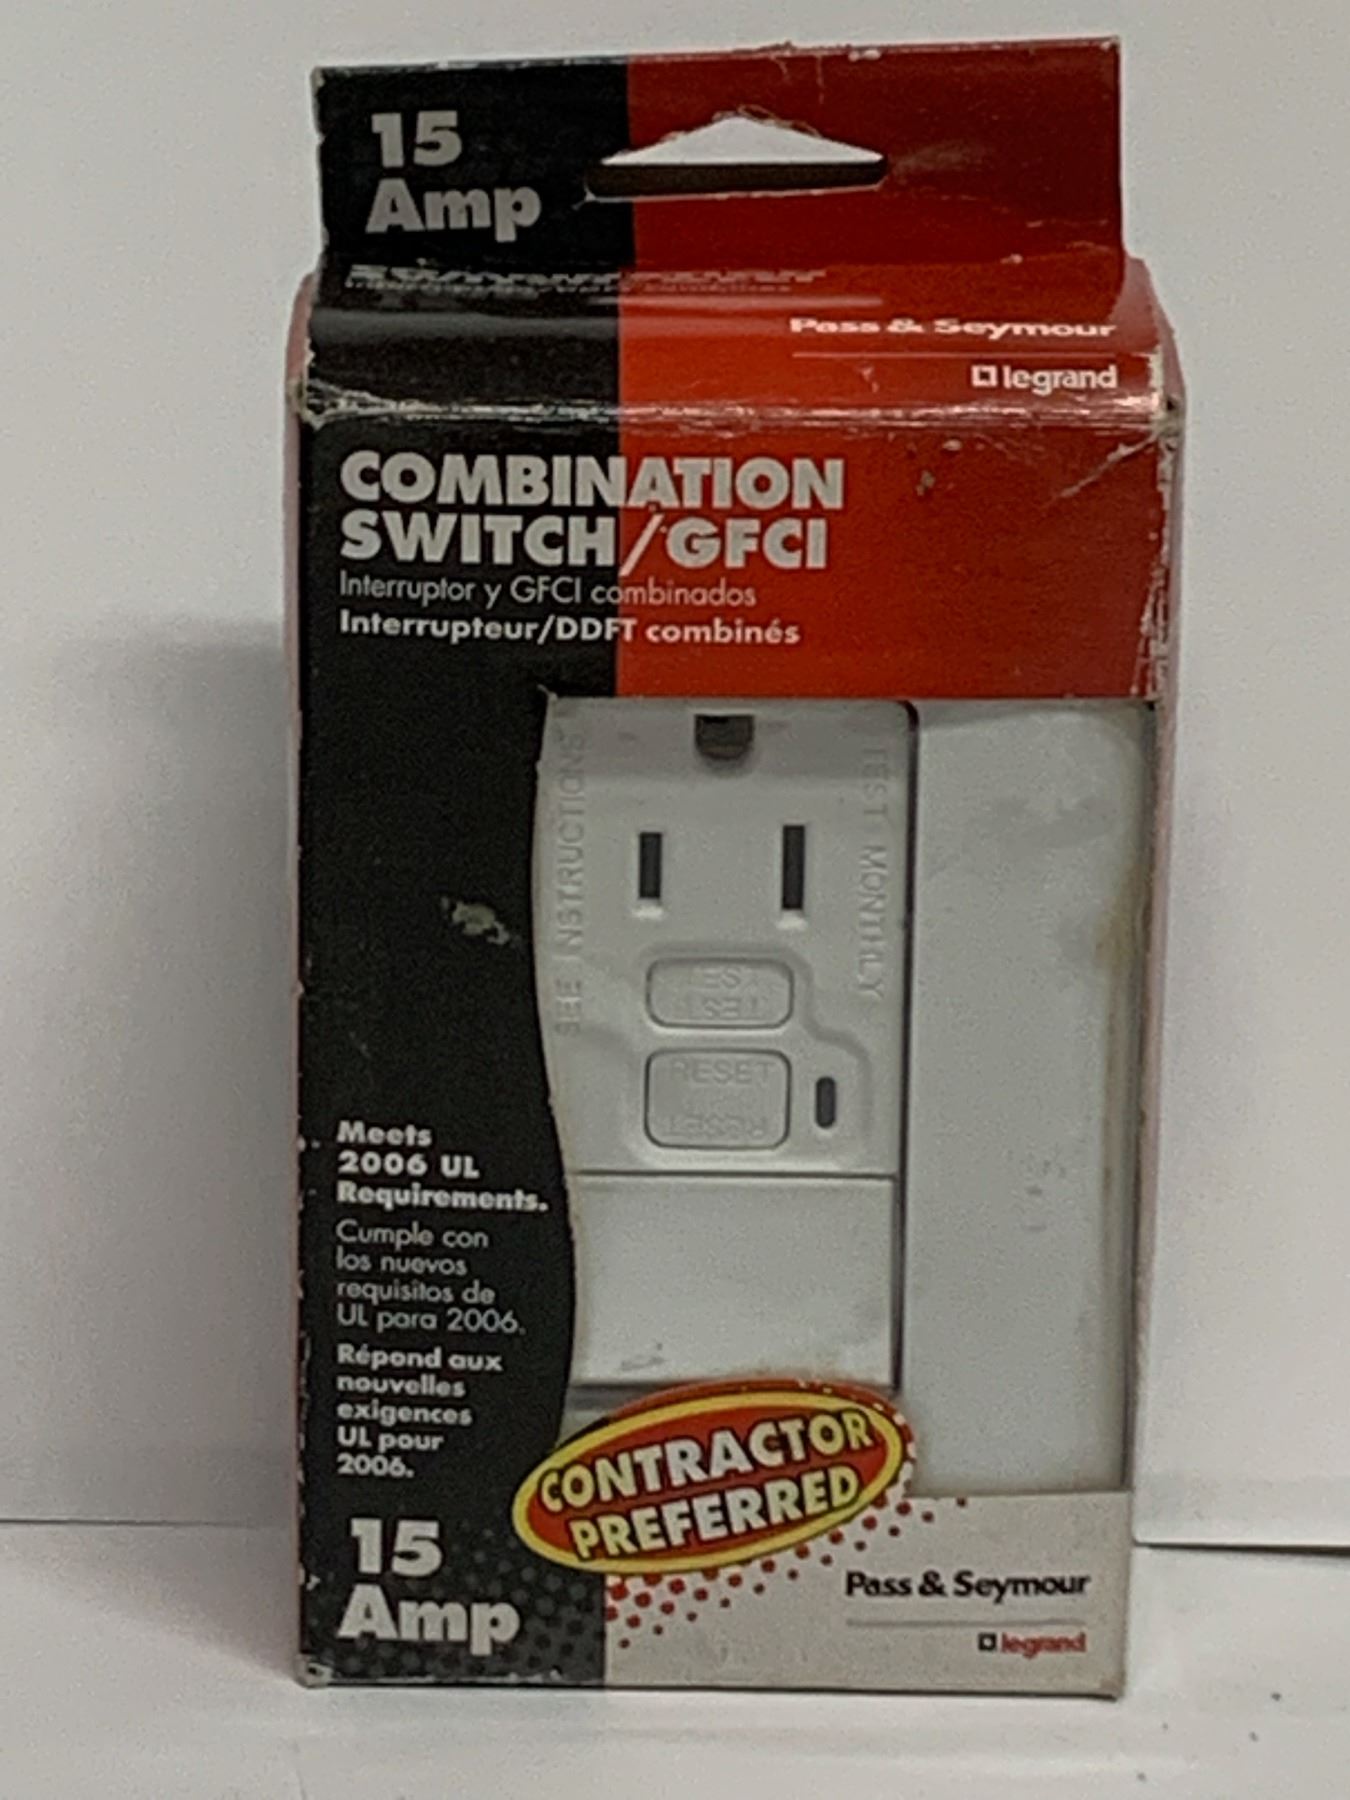 15
Amp
Pass & Seymour
legrand
COMBINATION
SWITCH/GFCI
Interruptor y GFCI combinados
Interrupteur/DDFT combinés
SEE INSTRUCTIONS
TEST MONTHLY
TEST
TEST
RESET
RESET
Meets
2006 UL
Requirements.
Cumple con
los nuevos
requisitos de
UL para 2006.
Répond aux
nouvelles
exigences
UL pour
2006.
CONTRACTOR
PREFERRED
15
Amp
Pass & Seymour
legrand